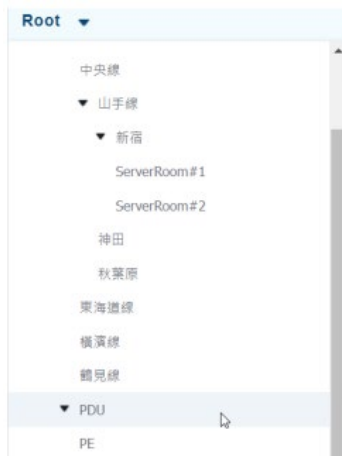 Root
中央線
山手線
新宿
ServerRoom#1
ServerRoom#2
神田
秋葉原
東海道線
橫濱線
鶴見線
PDU
PE